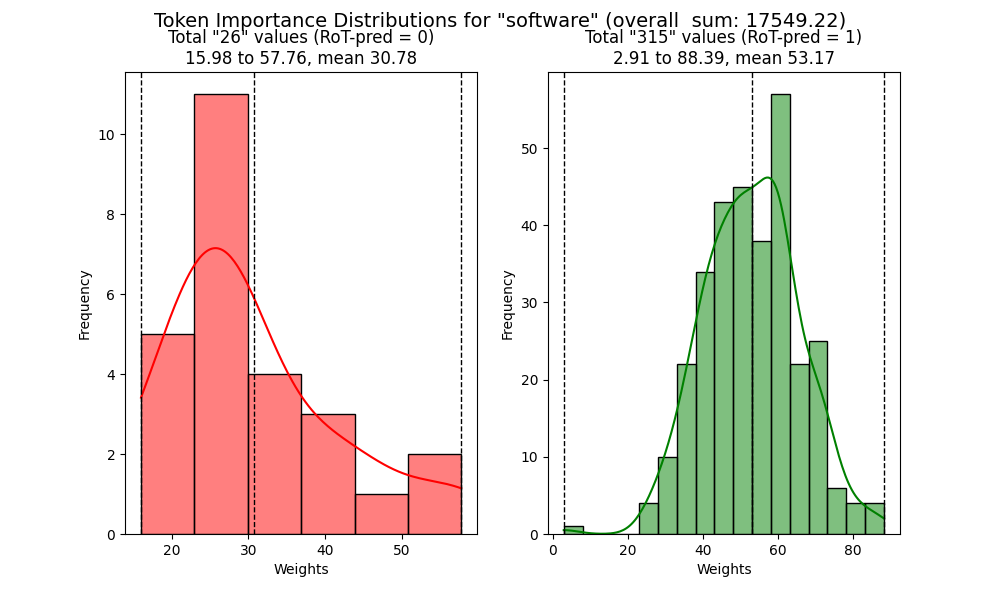 Token Importance Distributions for "software" (overall  sum: 17549.22)
Total "26" values (RoT-pred = 0)
15.98 to 57.76, mean 30.78
Frequency
10
8
6
4
2
0
20 30 40 50
Weights
Total "315" values (RoT-pred = 1)
2.91 to 88.39, mean 53.17
Frequency
50
40
30
20
10
0
0 20 40 60 80
Weights